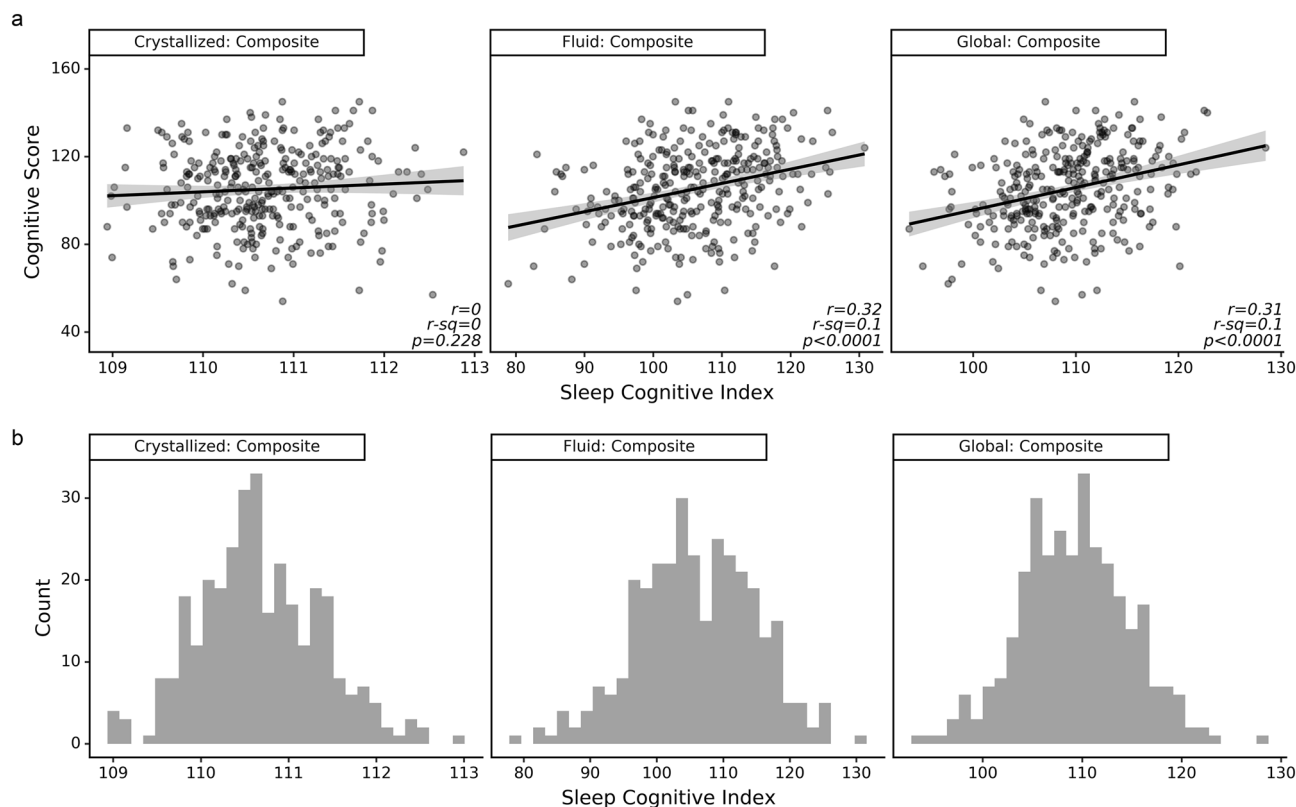 a
Crystallized: Composite
Fluid: Composite
Global: Composite
160
120
80
40
Cognitive Score
r=0
r-sq=0
p=0.228
r=0.32
r-sq=0.1
p<0.0001
r=0.31
r-sq=0.1
p<0.0001
109 110 111 112 113
80 90 100 110 120 130
100 110 120 130
Sleep Cognitive Index
b
Crystallized: Composite
Fluid: Composite
Global: Composite
30
20
10
0
Count
109 110 111 112 113
80 90 100 110 120 130
100 110 120 130
Sleep Cognitive Index